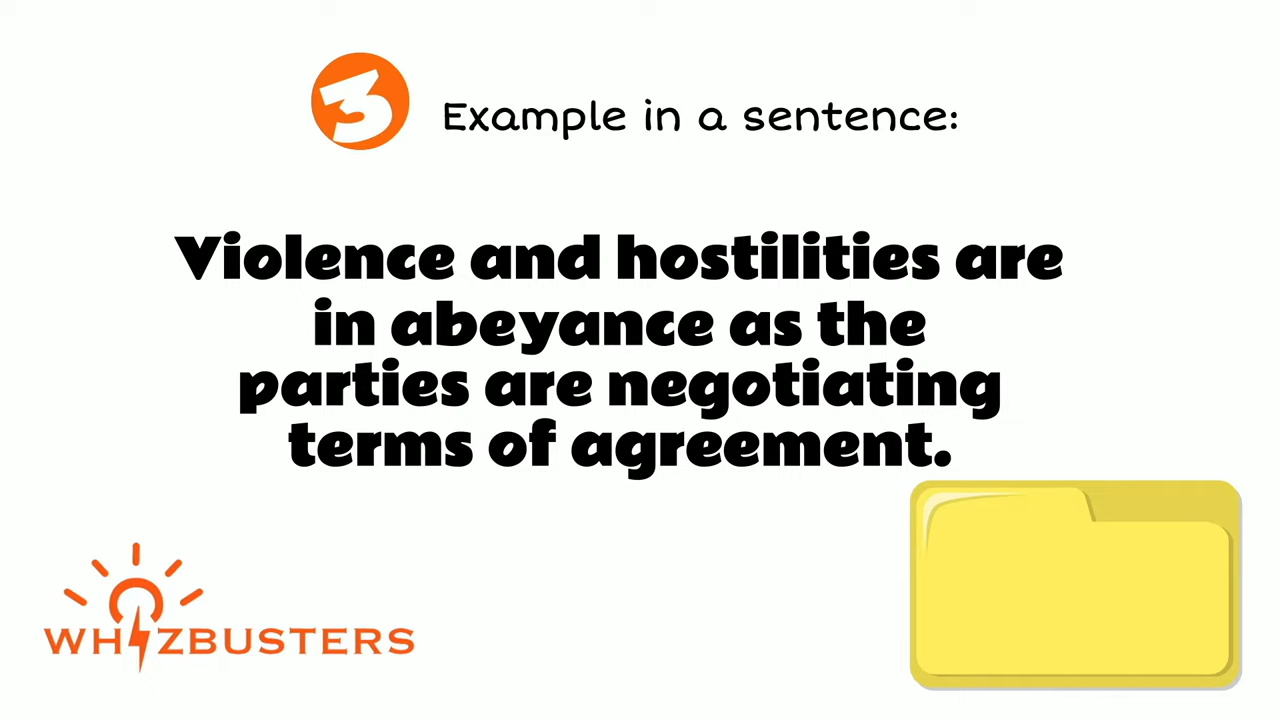 3 Example in a sentence:
Violence and hostilities are
in abeyance as the
parties are negotiating
terms of agreement.
WHIZBUSTERS